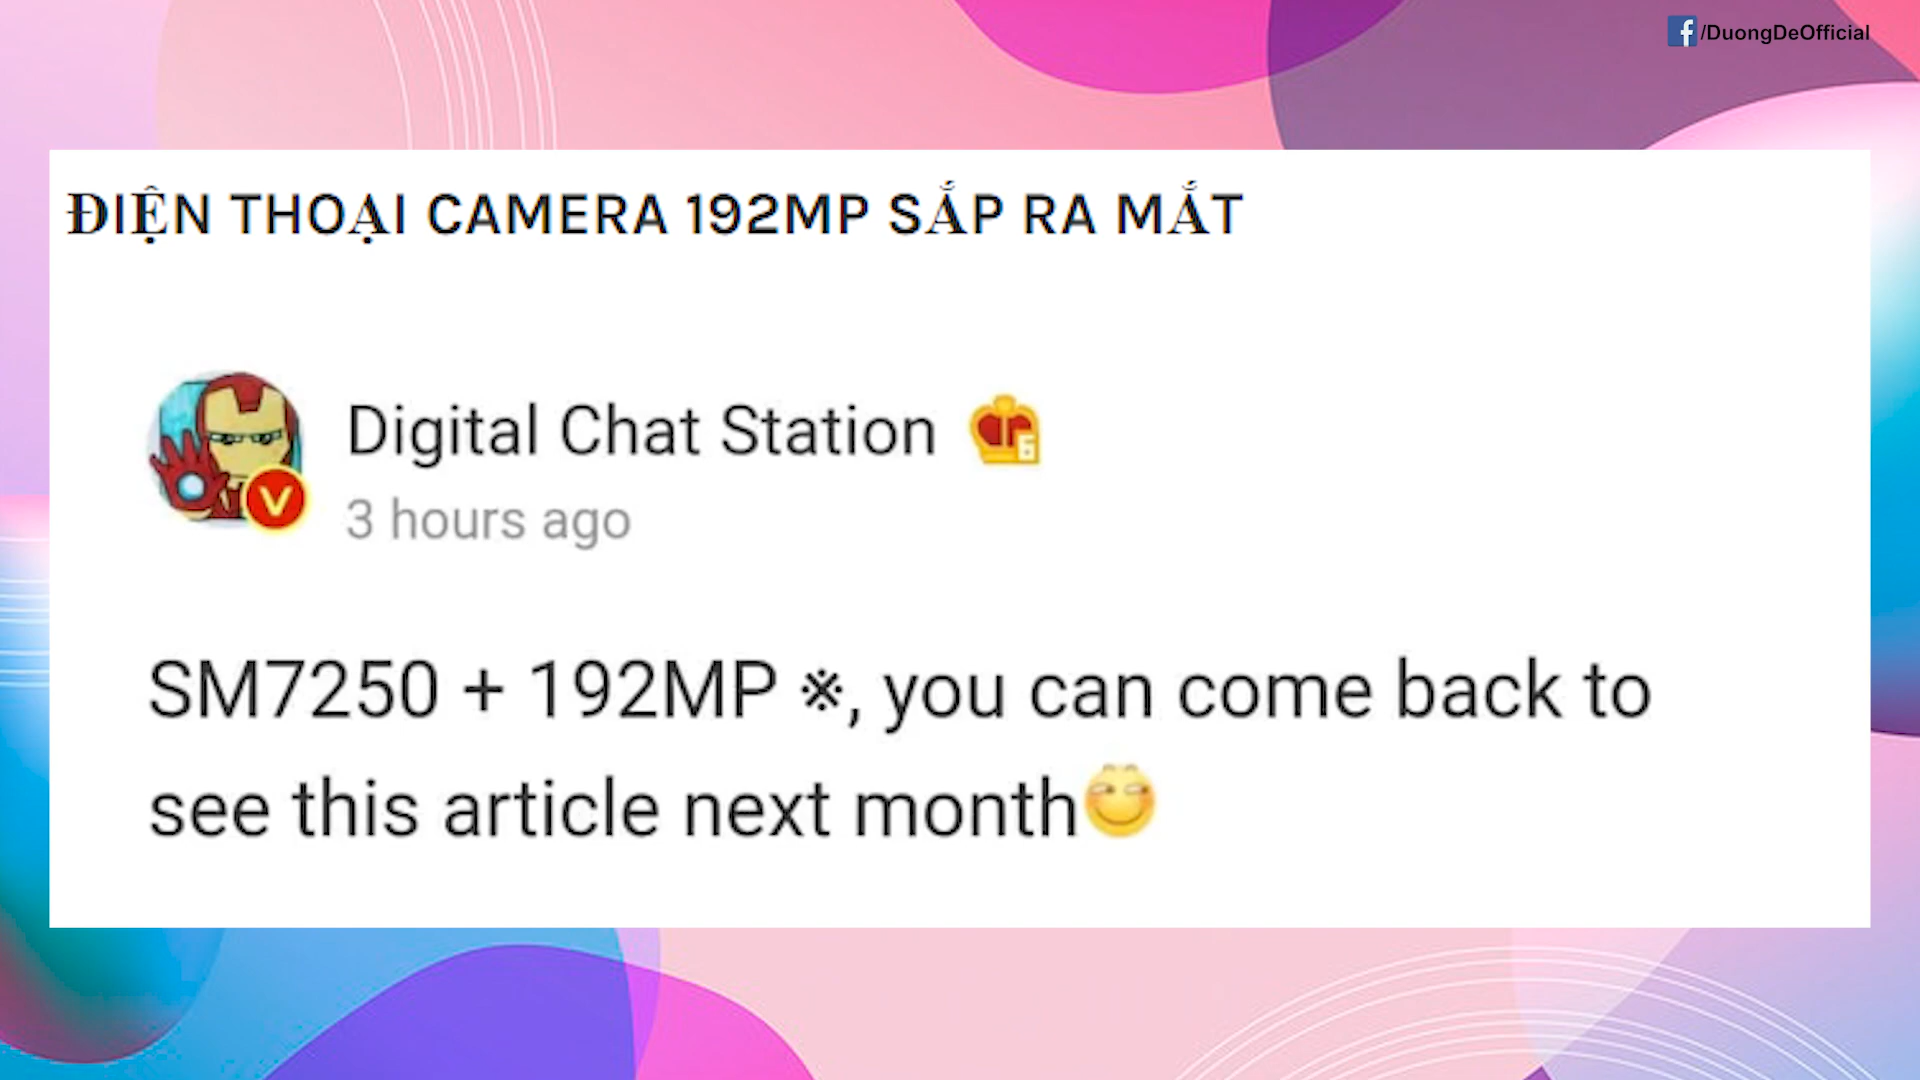 /DuongDeOfficial
ĐIỆN THOẠI CAMERA 192MP SẮP RA MẮT
Digital Chat Station 6
3 hours ago
V
SM7250 + 192MP ※, you can come back to
see this article next month